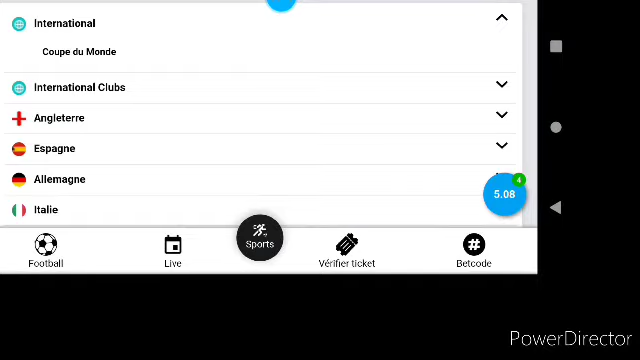 International
Coupe du Monde
International Clubs
Angleterre
Espagne
Allemagne
4
5.08
Italie
Football
Live
Sports
Vérifier ticket
Betcode
PowerDirector